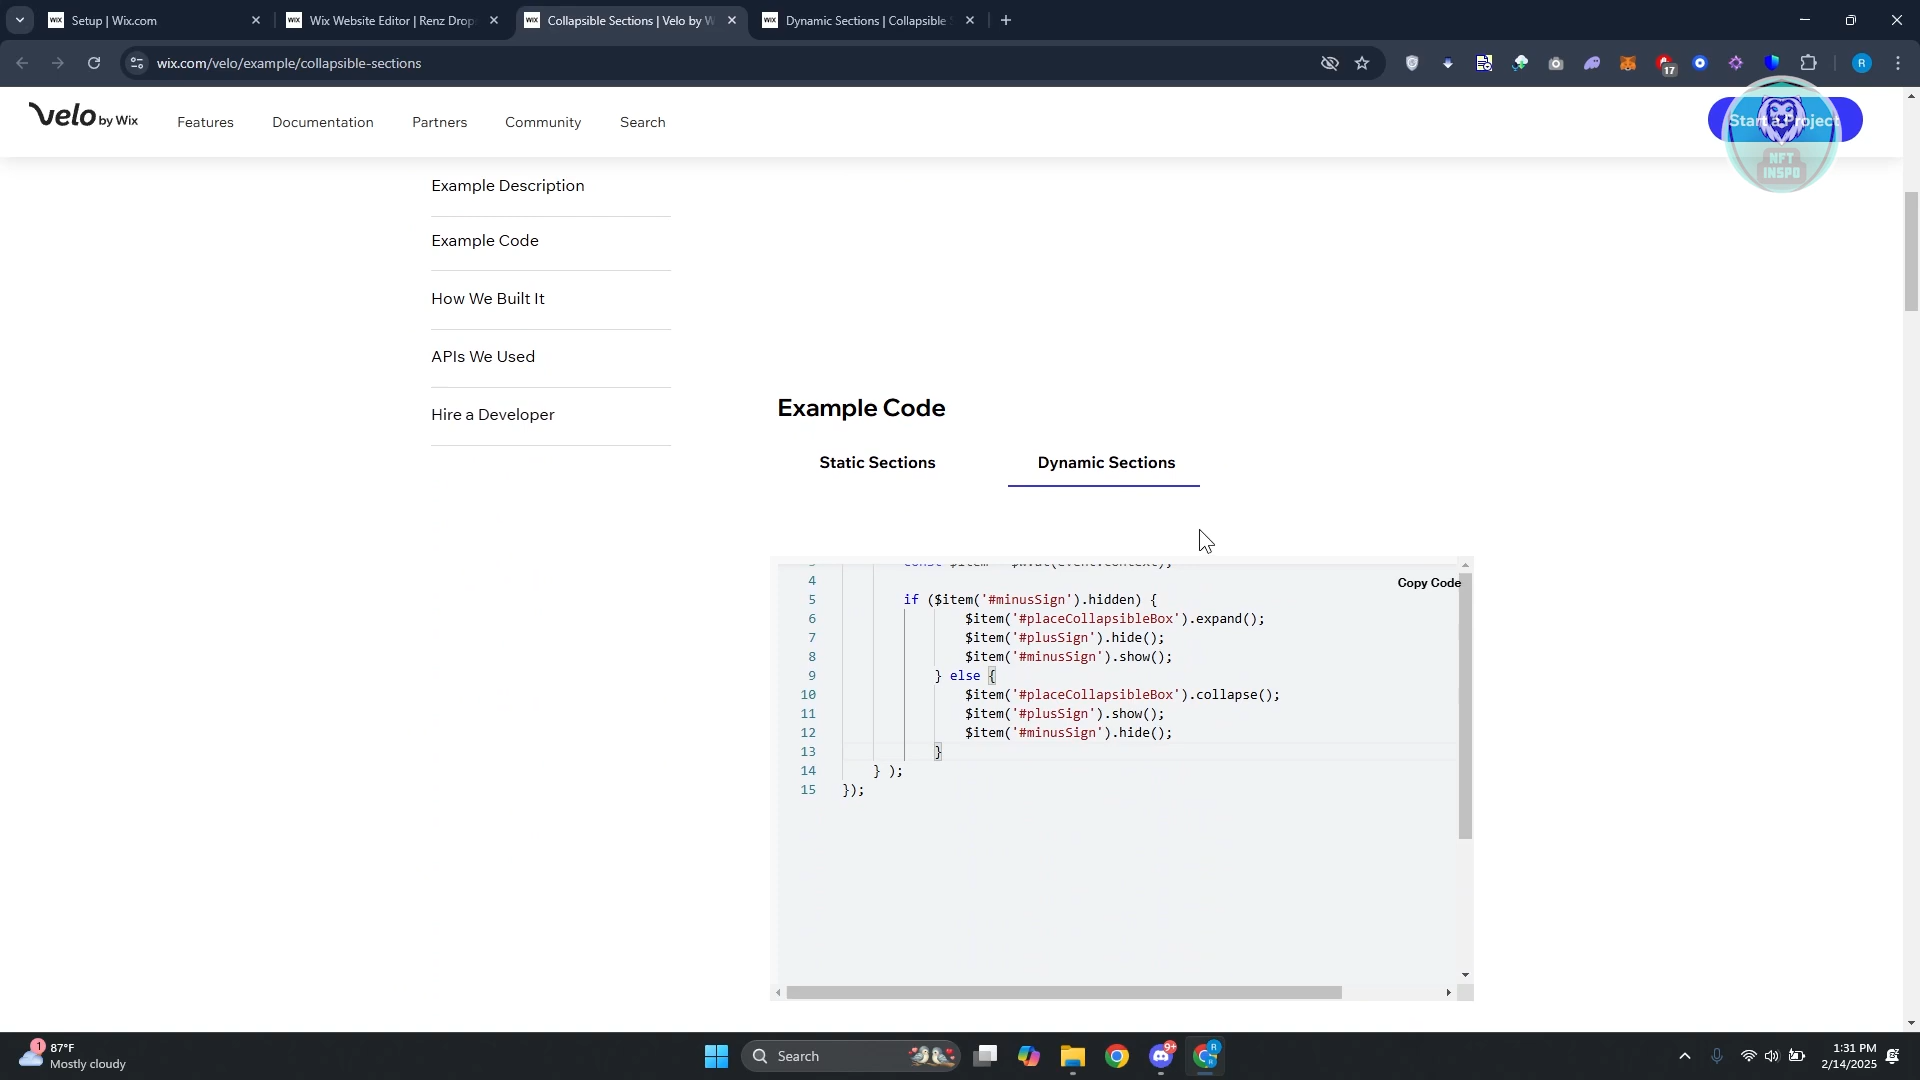 Setup | Wix.com
Wix Website Editor | Renz Drop
Collapsible Sections | Velo by W
Dynamic Sections | Collapsible S
wix.com/velo/example/collapsible-sections
17
R
velo by Wix
Features
Documentation
Partners
Community
Search
Start a Project
NFT
INSPO
Example Description
Example Code
How We Built It
APIs We Used
Hire a Developer
Example Code
Static Sections
Dynamic Sections
Copy Code
4
5 if ($item('#minusSign').hidden) {
6 $item('#placeCollapsibleBox').expand();
7 $item('#plusSign').hide();
8 $item('#minusSign').show();
9 } else {
10 $item('#placeCollapsibleBox').collapse();
11 $item('#plusSign').show();
12 $item('#minusSign').hide();
13 }
14 } );
15 });
1
87°F
Mostly cloudy
Search
9+
R
1:31 PM
2/14/2025